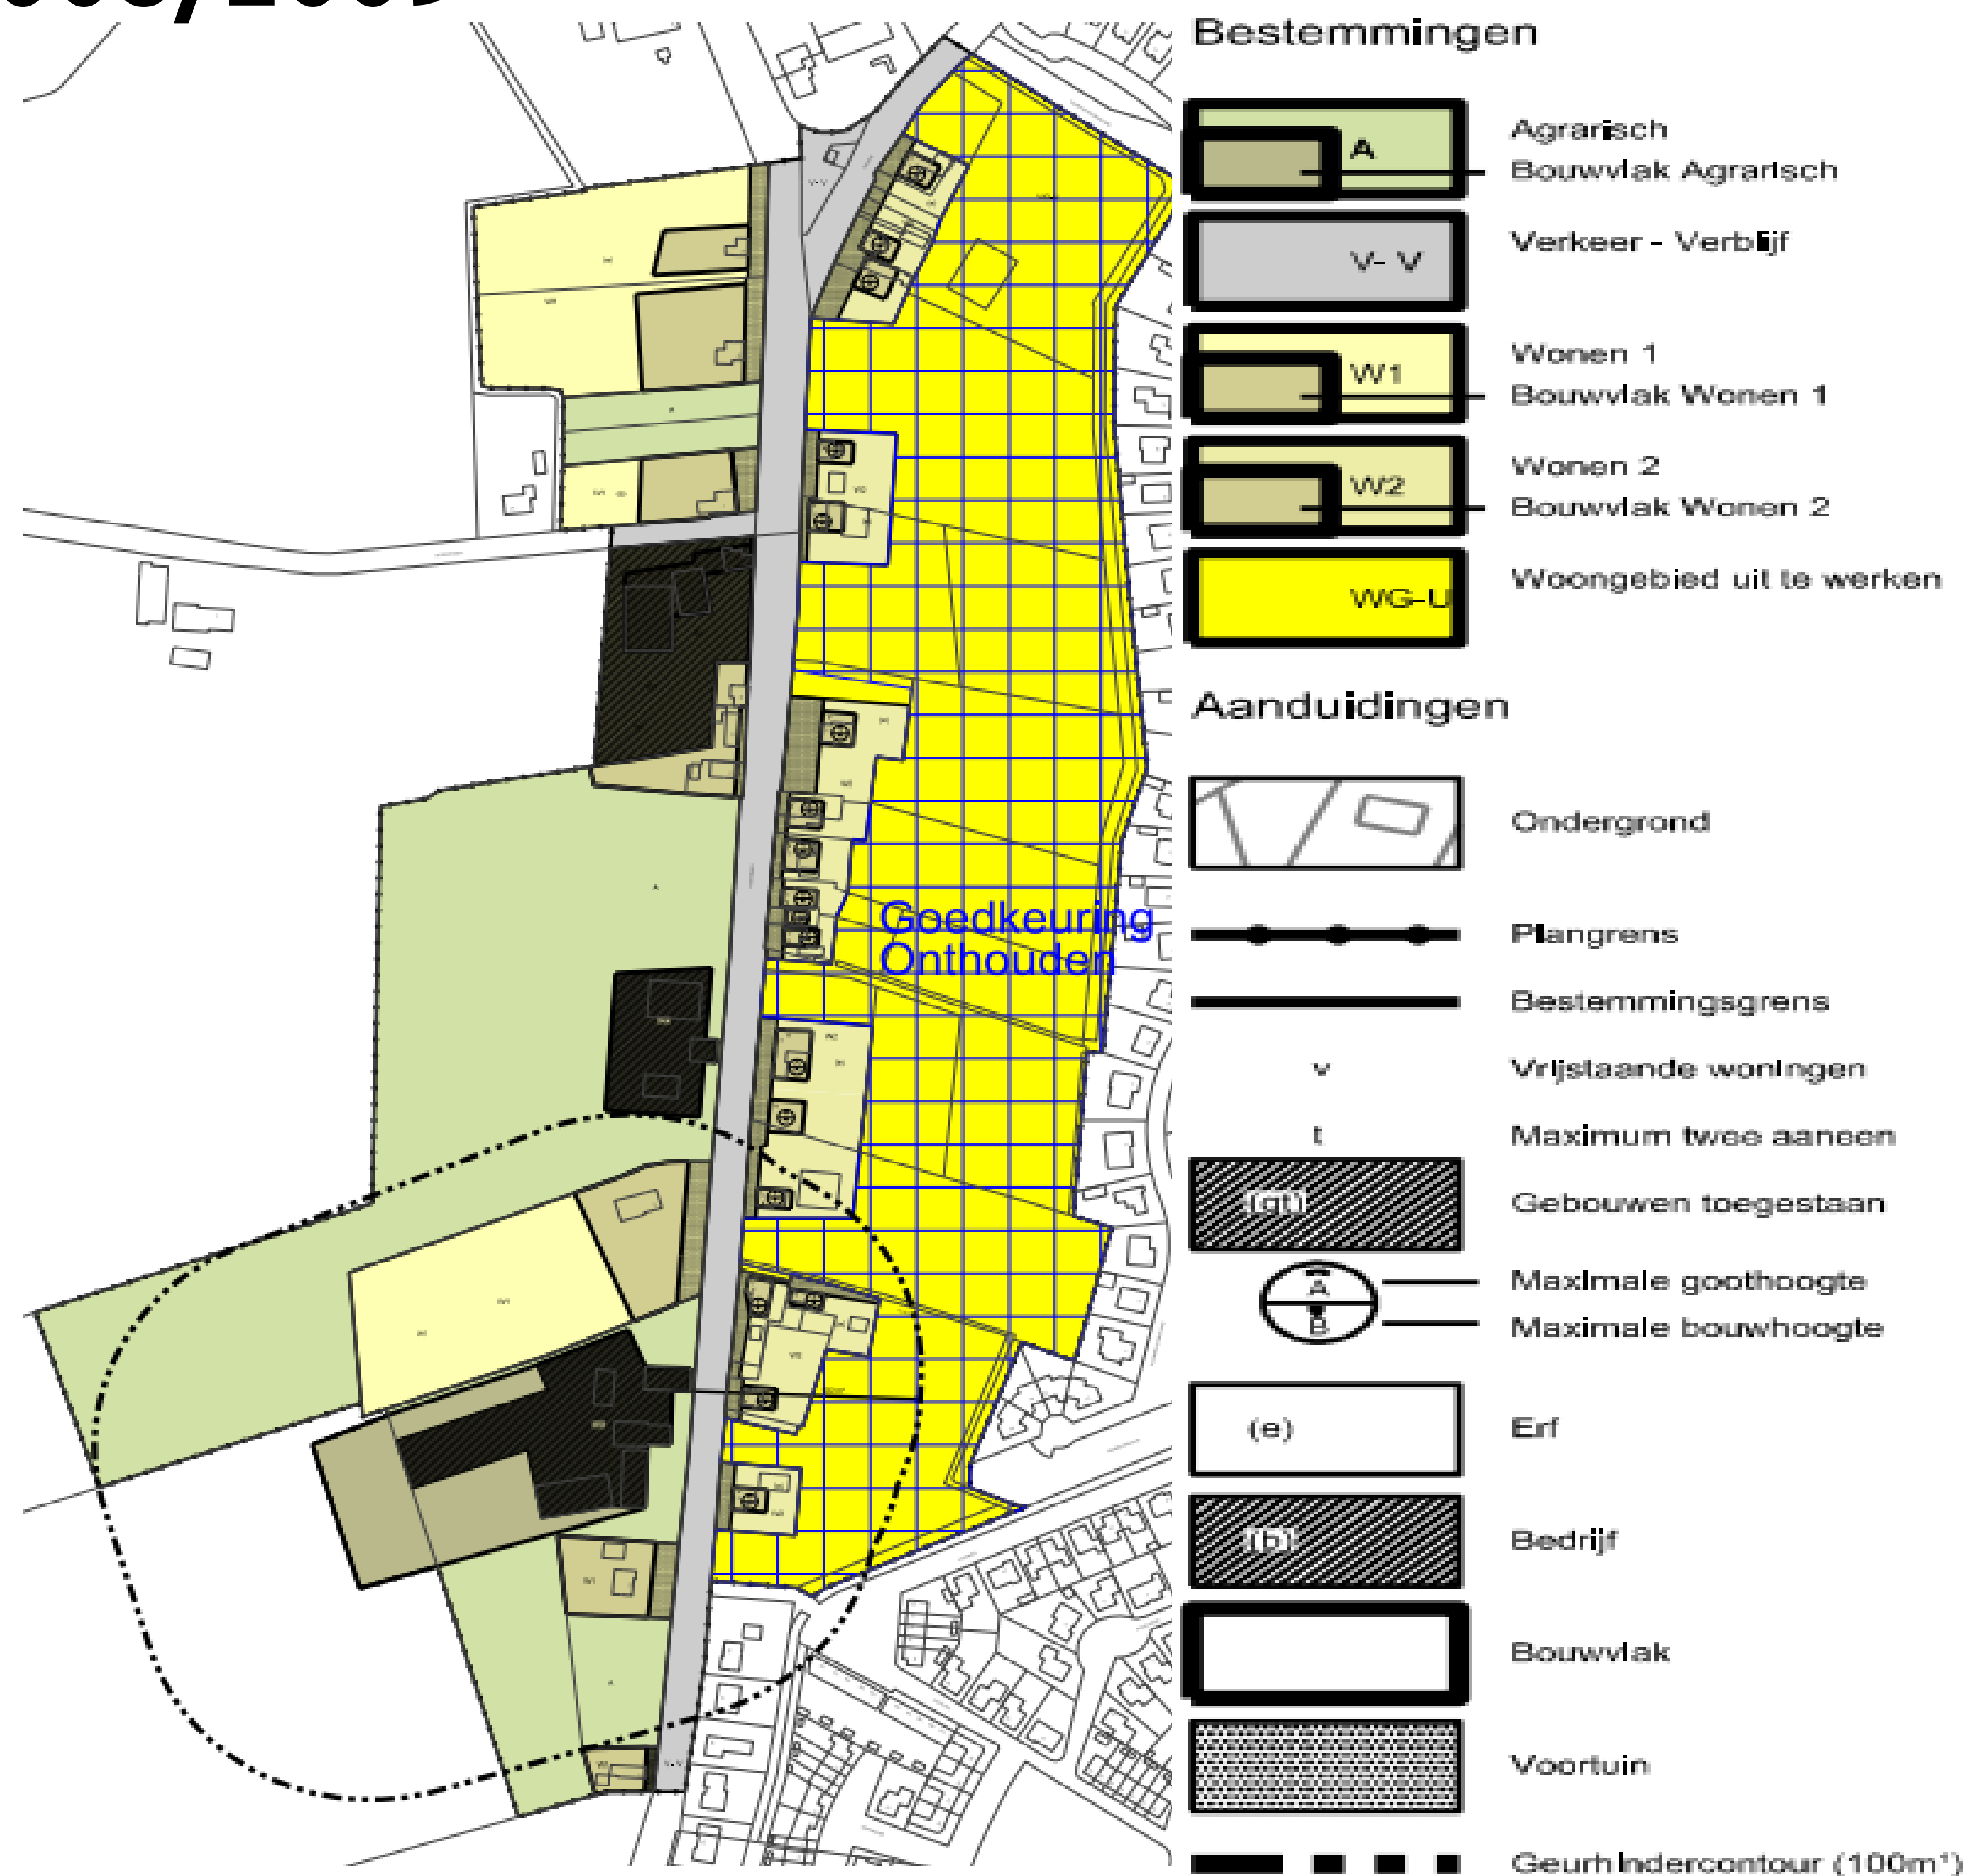 Bestemmingen
A
Agrarisch
Bouwvlak Agrarisch
V-V
Verkeer - Verblijf
W1
Wonen 1
Bouwvlak Wonen 1
W2
Wonen 2
Bouwvlak Wonen 2
WG-U
Woongebied uit te werken
Aanduidingen
Ondergrond
Plangrens
Bestemmingsgrens
v
Vrijstaande woningen
t
Maximum twee aaneen
(gt)
Gebouwen toegestaan
A
Maximale goothoogte
B
Maximale bouwhoogte
(e)
Erf
(b)
Bedrijf
Bouwvlak
Voortuin
Geurhindercontour (100m¹)
Goedkeuring
Onthouden